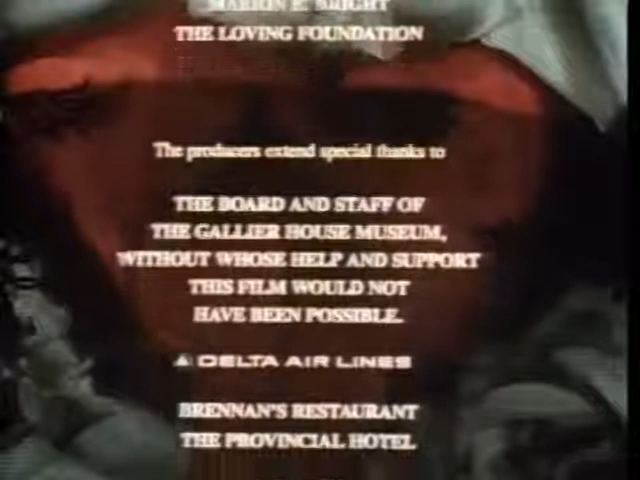 MARION E. BRIGHT
THE LOVING FOUNDATION
The producers extend special thanks to
THE BOARD AND STAFF OF
THE GALLIER HOUSE MUSEUM,
WITHOUT WHOSE HELP AND SUPPORT
THIS FILM WOULD NOT
HAVE BEEN POSSIBLE.
DELTA AIR LINES
BRENNAN'S RESTAURANT
THE PROVINCIAL HOTEL